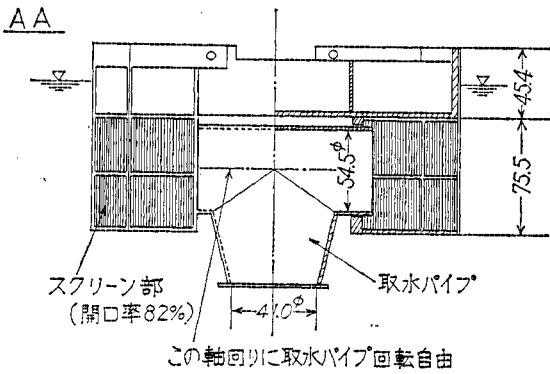 AA
45.4
75.5
54.5φ
41.0φ
スクリーン部
(開口率82%)
取水パイプ
この軸回りに取水パイプ回転自由